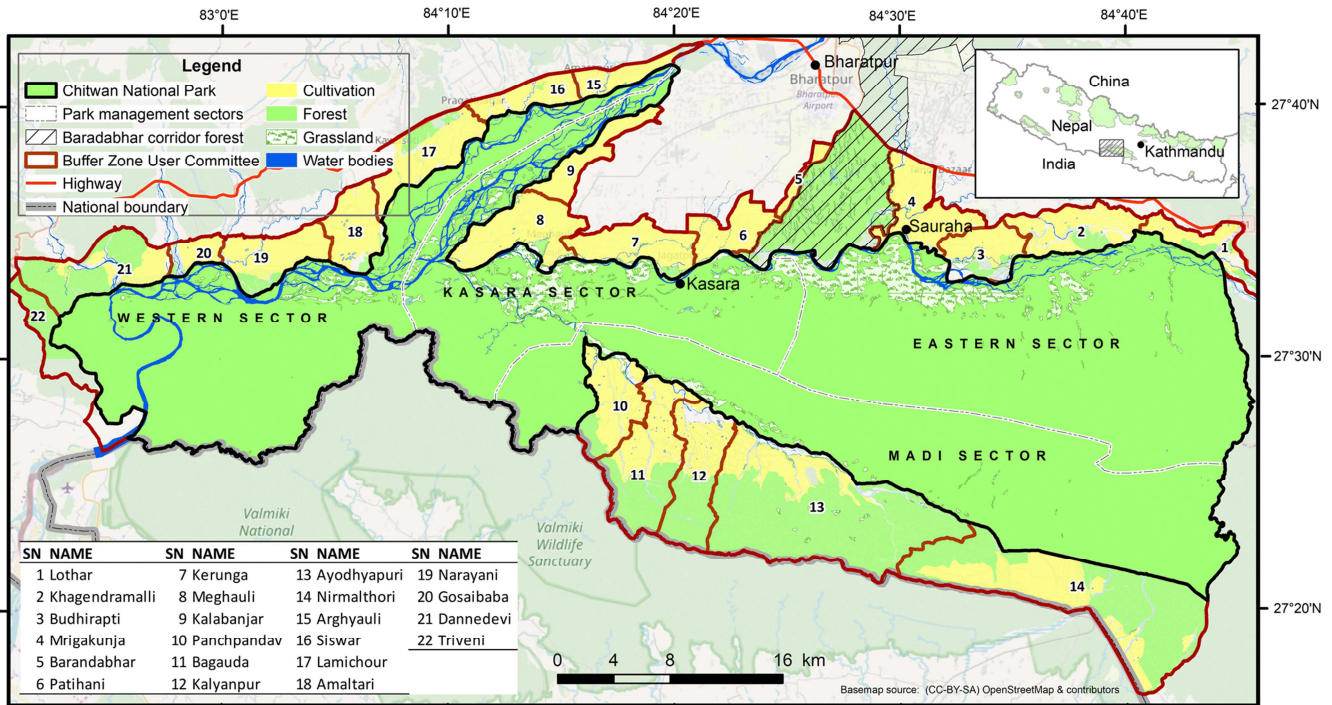 83°0'E 84°10'E 84°20'E 84°30'E 84°40'E
27°40'N
27°30'N
27°20'N
Legend
Chitwan National Park
Park management sectors
Baradabhar corridor forest
Buffer Zone User Committee
Highway
National boundary
Cultivation
Forest
Grassland
Water bodies
China
Nepal
Kathmandu
India
Bharatpur
Bharatpur
Airport
Bazaar
16 15
17
9
5
8
4
Sauraha
18
7
6
3
2
1
20 19
21
22
Kasara
KASARA SECTOR
WESTERN SECTOR
EASTERN SECTOR
MADI SECTOR
10
11
12
13
14
Valmiki
National
Valmiki
Wildlife
Sanctuary
SN NAME SN NAME SN NAME SN NAME
1 Lothar 7 Kerunga 13 Ayodhyapuri 19 Narayani
2 Khagendramalli 8 Meghauli 14 Nirmalthori 20 Gosaibaba
3 Budhirapti 9 Kalabanjar 15 Arghyauli 21 Dannedevi
4 Mrigakunja 10 Panchpandav 16 Siswar 22 Triveni
5 Barandabhar 11 Bagauda 17 Lamichour
6 Patihani 12 Kalyanpur 18 Amaltari
0 4 8 16 km
Basemap source: (CC-BY-SA) OpenStreetMap & contributors